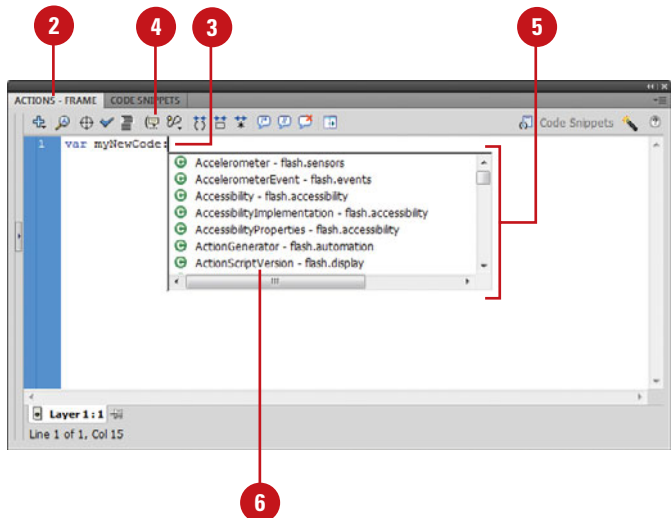 2 4 3 5
ACTIONS - FRAME CODE SNIPPETS
Code Snippets
1 var myNewCode:
Accelerometer - flash.sensors
AccelerometerEvent - flash.events
Accessibility - flash.accessibility
AccessibilityImplementation - flash.accessibility
AccessibilityProperties - flash.accessibility
ActionGenerator - flash.automation
ActionScriptVersion - flash.display
Layer 1 : 1
Line 1 of 1, Col 15
6